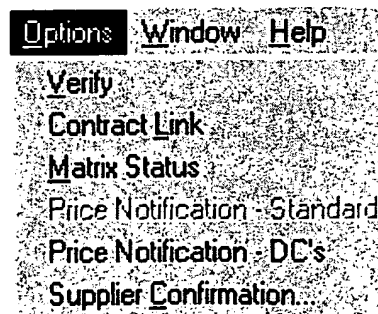 Options Window Help
Verify
Contract Link
Matrix Status
Price Notification - Standard
Price Notification - DC's
Supplier Confirmation...